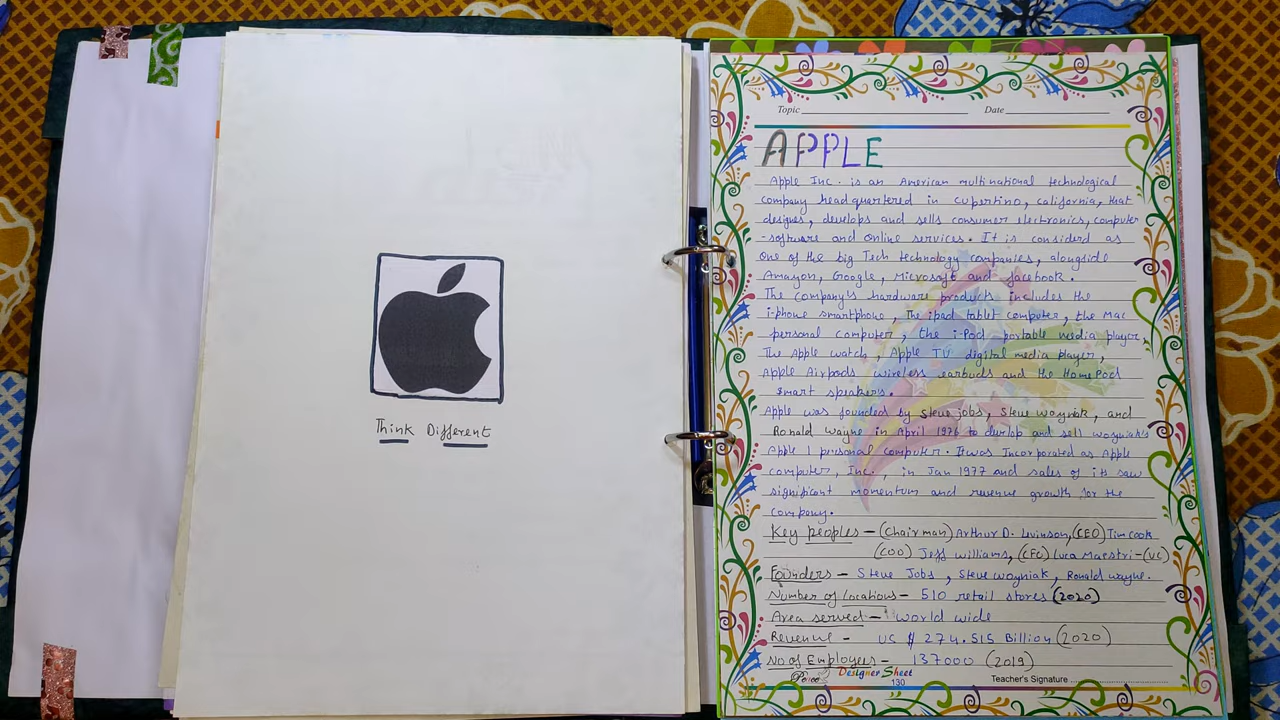 Think Different
Topic Date
APPLE
Apple Inc. is an American multinational technological
company headquartered in cupertino, california, that
designes, develops and sells consumer electronics, computer
-software and online services. It is considerd as
one of the big Tech technology companies, alongside
Amazon, Google, Microsoft and facebook.
The company's hardware products includes the
i-phone smartphone, The ipad tablet computer, the Mac
personal computer, the i-Pod portable media player,
The Apple watch, Apple TV digital media player,
Apple Airpods wireless earbuds and the HomePod
smart speakers.
Apple was founded by steve jobs, Steve wozniak, and
Ronald wayne in April 1976 to devlop and sell wozniak's
Apple 1 personal computer. It was Incorporated as Apple
computer, Inc., in Jan 1977 and sales of its saw
significant momentum and revenue growth for the
company.
Key peoples - (Chairman) Arthur D. Levinson, (CEO) Tim cook
(COO) Jeff williams, (CFO) Luca Maestri-(VC)
Founders - Steve Jobs, Steve wozniak, Ronald wayne.
Number of locations - 510 retail stores (2020)
Area served - world wide
Revenue - US $ 274.515 Billion (2020)
No of Employees - 137000 (2019)
Designer Sheet
130
Teacher's Signature